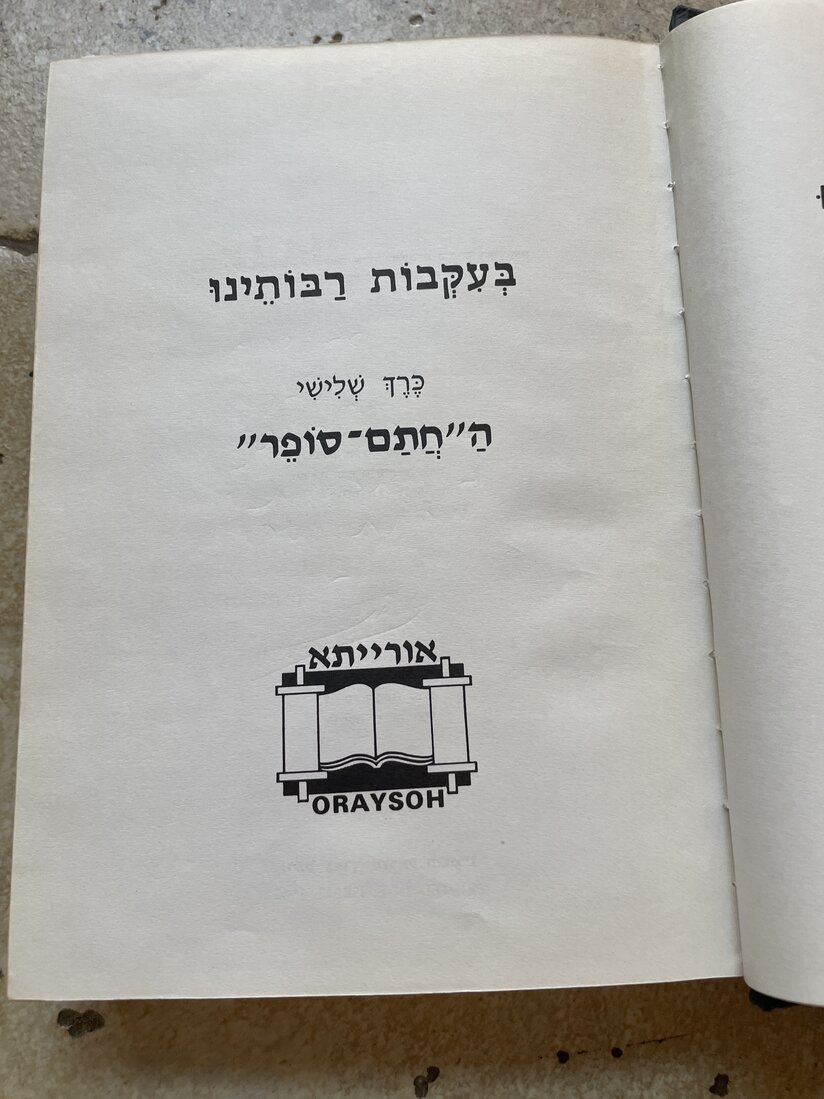 בְּעִקְּבוֹת רַבּוֹתֵינוּ
כֶּרֶךְ שְׁלִישִׁי
הַ״חֲתַם־סוֹפֵר״
אורייתא
ORAYSOH